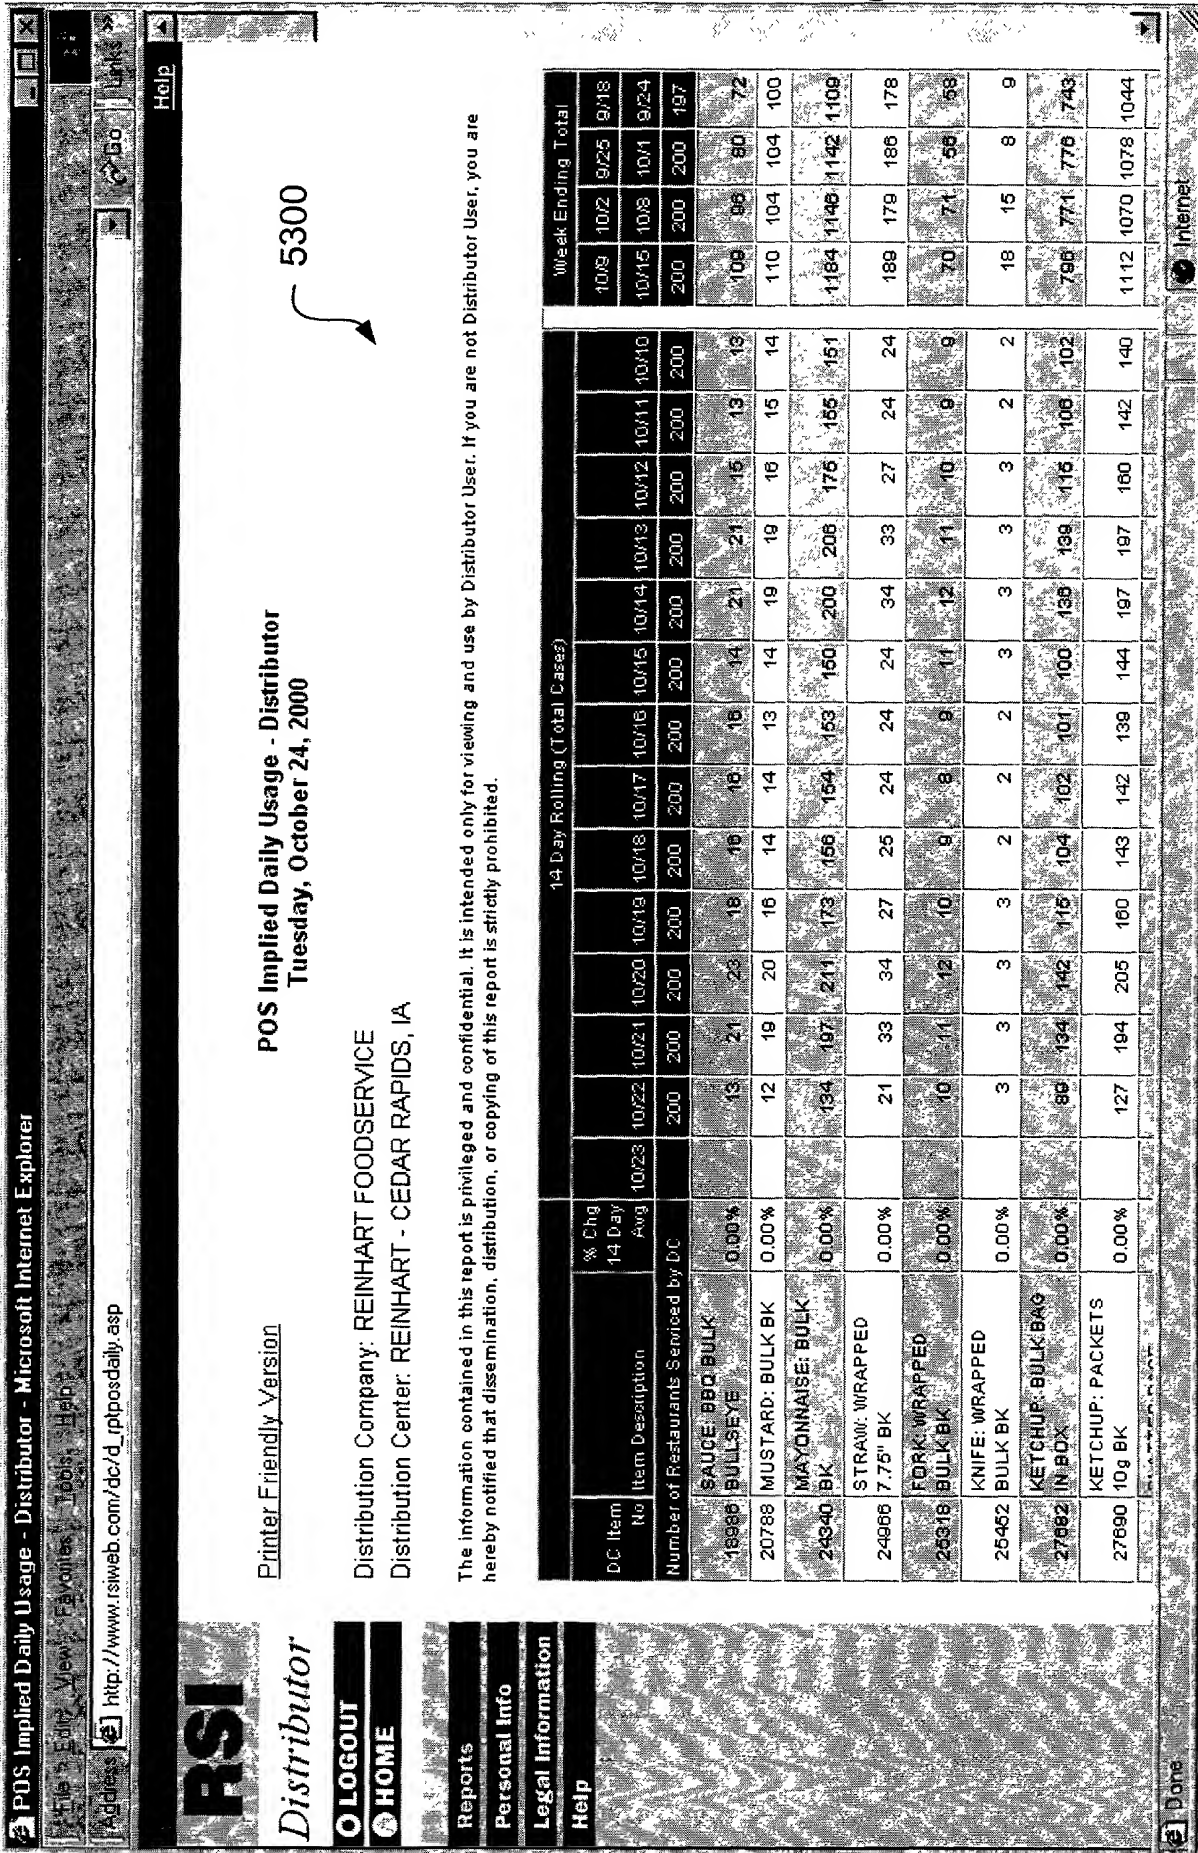 POS Implied Daily Usage - Distributor - Microsoft Internet Explorer
File Edit View Favorites Tools Help
Address http://www.rsiweb.com/dc/d_rptposdaily.asp Go Links »
Help
RSI
Distributor
LOGOUT
HOME
Reports
Personal Info
Legal Information
Help
Printer Friendly Version
POS Implied Daily Usage - Distributor
Tuesday, October 24, 2000
5300
Distribution Company: REINHART FOODSERVICE
Distribution Center: REINHART - CEDAR RAPIDS, IA
The information contained in this report is privileged and confidential. It is intended only for viewing and use by Distributor User. If you are not Distributor User, you are
hereby notified that dissemination, distribution, or copying of this report is strictly prohibited.
14 Day Rolling (Total Cases) Week Ending Total
% Chg 10/9 10/2 9/25 9/18
DC Item No Item Description 14 Day Avg 10/23 10/22 10/21 10/20 10/19 10/18 10/17 10/16 10/15 10/14 10/13 10/12 10/11 10/10 10/15 10/8 10/1 9/24
Number of Restaurants Serviced by DC 200 200 200 200 200 200 200 200 200 200 200 200 200 200 200 200 197
SAUCE: BBQ BULK
18986 BULLSEYE 0.00% 13 21 23 18 16 16 16 14 21 21 15 13 13 109 96 80 72
20788 MUSTARD: BULK BK 0.00% 12 19 20 16 14 14 13 14 19 19 16 15 14 110 104 104 100
MAYONNAISE: BULK
24340 BK 0.00% 134 197 211 173 156 154 153 150 200 206 175 155 151 1184 1146 1142 1109
STRAW: WRAPPED
24966 7.75" BK 0.00% 21 33 34 27 25 24 24 24 34 33 27 24 24 189 179 186 178
FORK: WRAPPED
25318 BULK BK 0.00% 10 11 12 10 9 8 9 11 12 11 10 9 9 70 71 56 58
KNIFE: WRAPPED
25452 BULK BK 0.00% 3 3 3 3 2 2 2 3 3 3 3 2 2 18 15 8 9
KETCHUP: BULK BAG
27682 IN BOX 0.00% 89 134 142 115 104 102 101 100 136 139 115 106 102 796 771 776 743
KETCHUP: PACKETS
27690 10g BK 0.00% 127 194 205 160 143 142 139 144 197 197 160 142 140 1112 1070 1078 1044
Done Internet